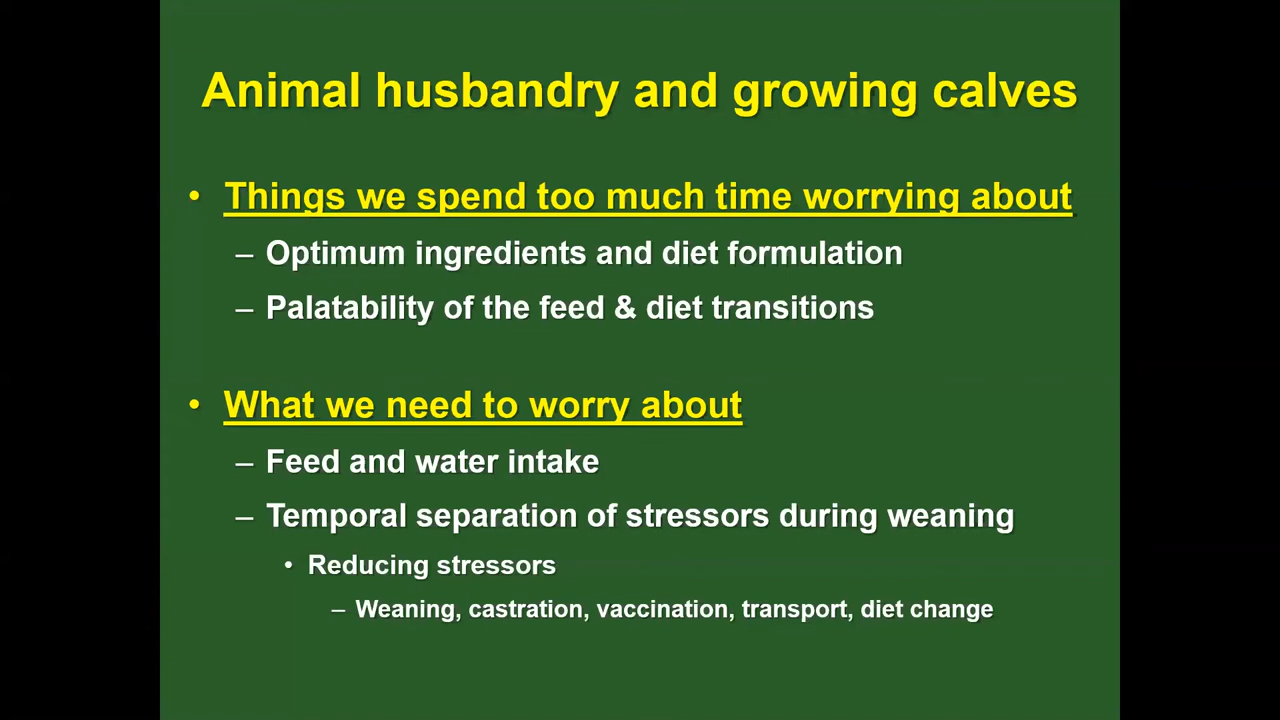 Animal husbandry and growing calves
• Things we spend too much time worrying about
– Optimum ingredients and diet formulation
– Palatability of the feed & diet transitions
• What we need to worry about
– Feed and water intake
– Temporal separation of stressors during weaning
• Reducing stressors
– Weaning, castration, vaccination, transport, diet change